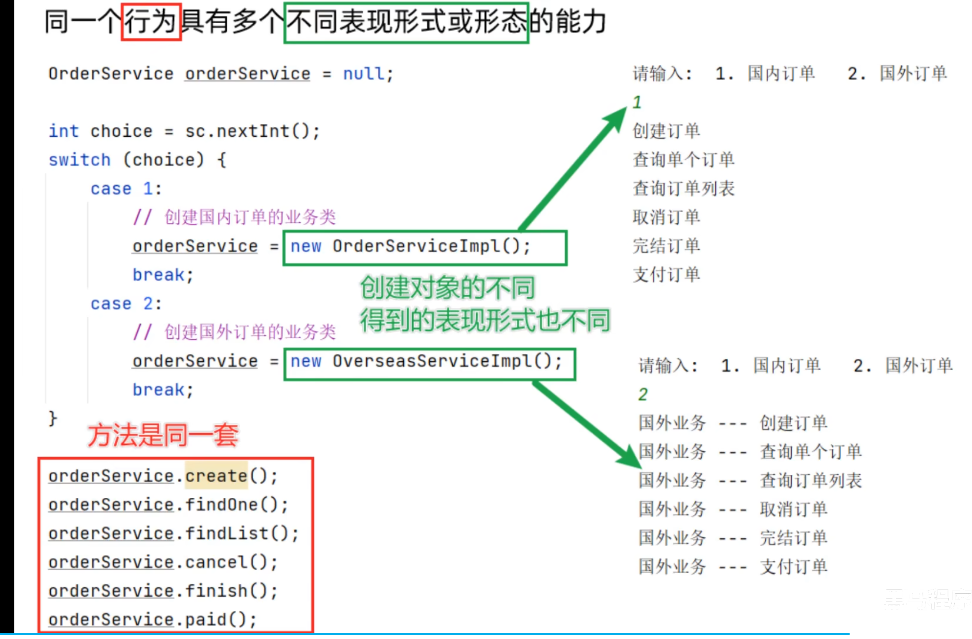 同一个行为具有多个不同表现形式或形态的能力
OrderService orderService = null;
int choice = sc.nextInt();
switch (choice) {
case 1:
// 创建国内订单的业务类
orderService = new OrderServiceImpl();
break;
创建对象的不同
得到的表现形式也不同
case 2:
// 创建国外订单的业务类
orderService = new OverseasServiceImpl();
break;
}
方法是同一套
orderService.create();
orderService.findOne();
orderService.findList();
orderService.cancel();
orderService.finish();
orderService.paid();
请输入: 1. 国内订单 2. 国外订单
1
创建订单
查询单个订单
查询订单列表
取消订单
完结订单
支付订单
请输入: 1. 国内订单 2. 国外订单
2
国外业务 --- 创建订单
国外业务 --- 查询单个订单
国外业务 --- 查询订单列表
国外业务 --- 取消订单
国外业务 --- 完结订单
国外业务 --- 支付订单